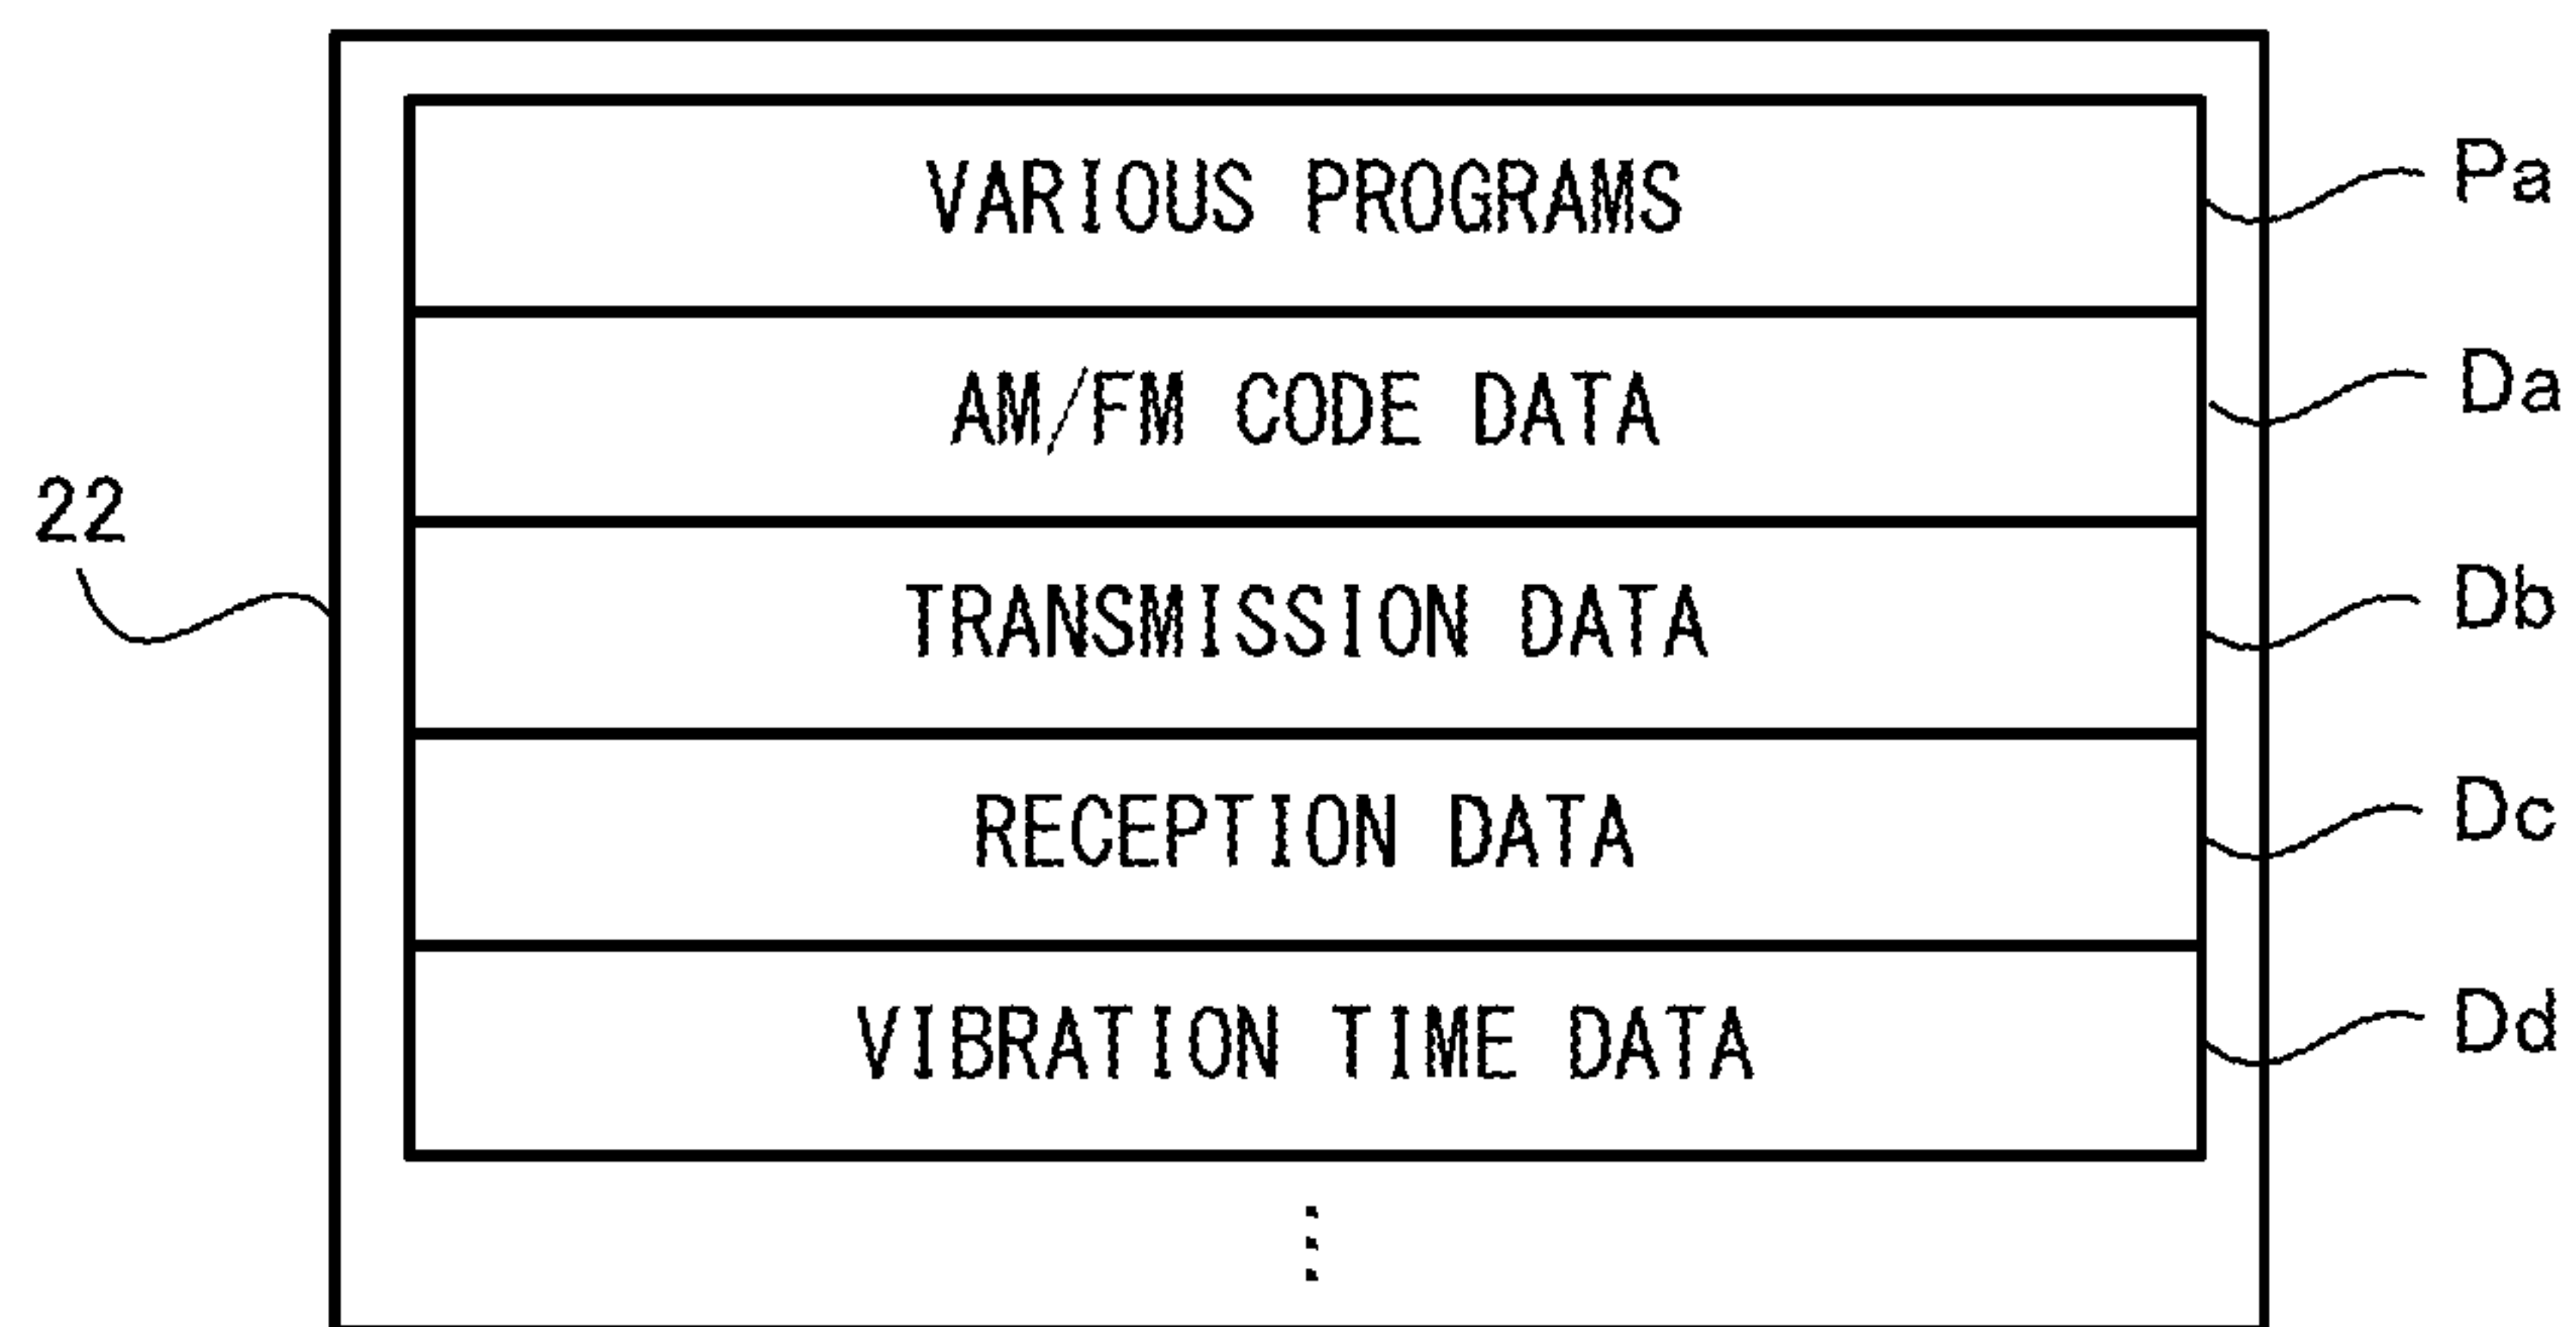 VARIOUS PROGRAMS Pa
AM/FM CODE DATA Da
22
TRANSMISSION DATA Db
RECEPTION DATA Dc
VIBRATION TIME DATA Dd